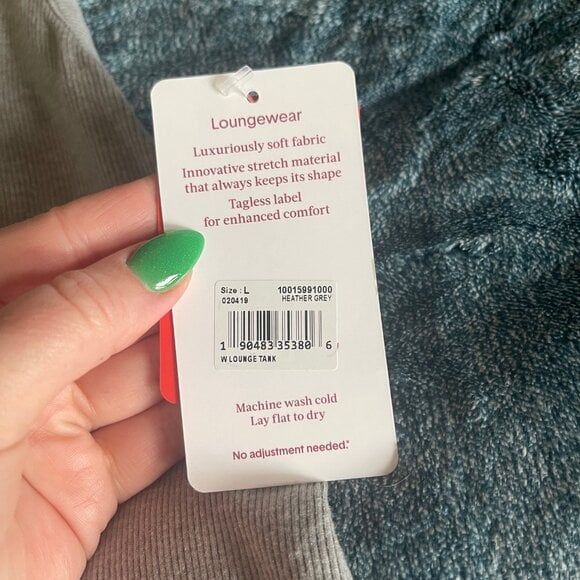 Loungewear
Luxuriously soft fabric
Innovative stretch material
that always keeps its shape
Tagless label
for enhanced comfort
Size: L 10015991000
020419 HEATHER GREY
1 90483 35380 6
W LOUNGE TANK
Machine wash cold
Lay flat to dry
No adjustment needed.®